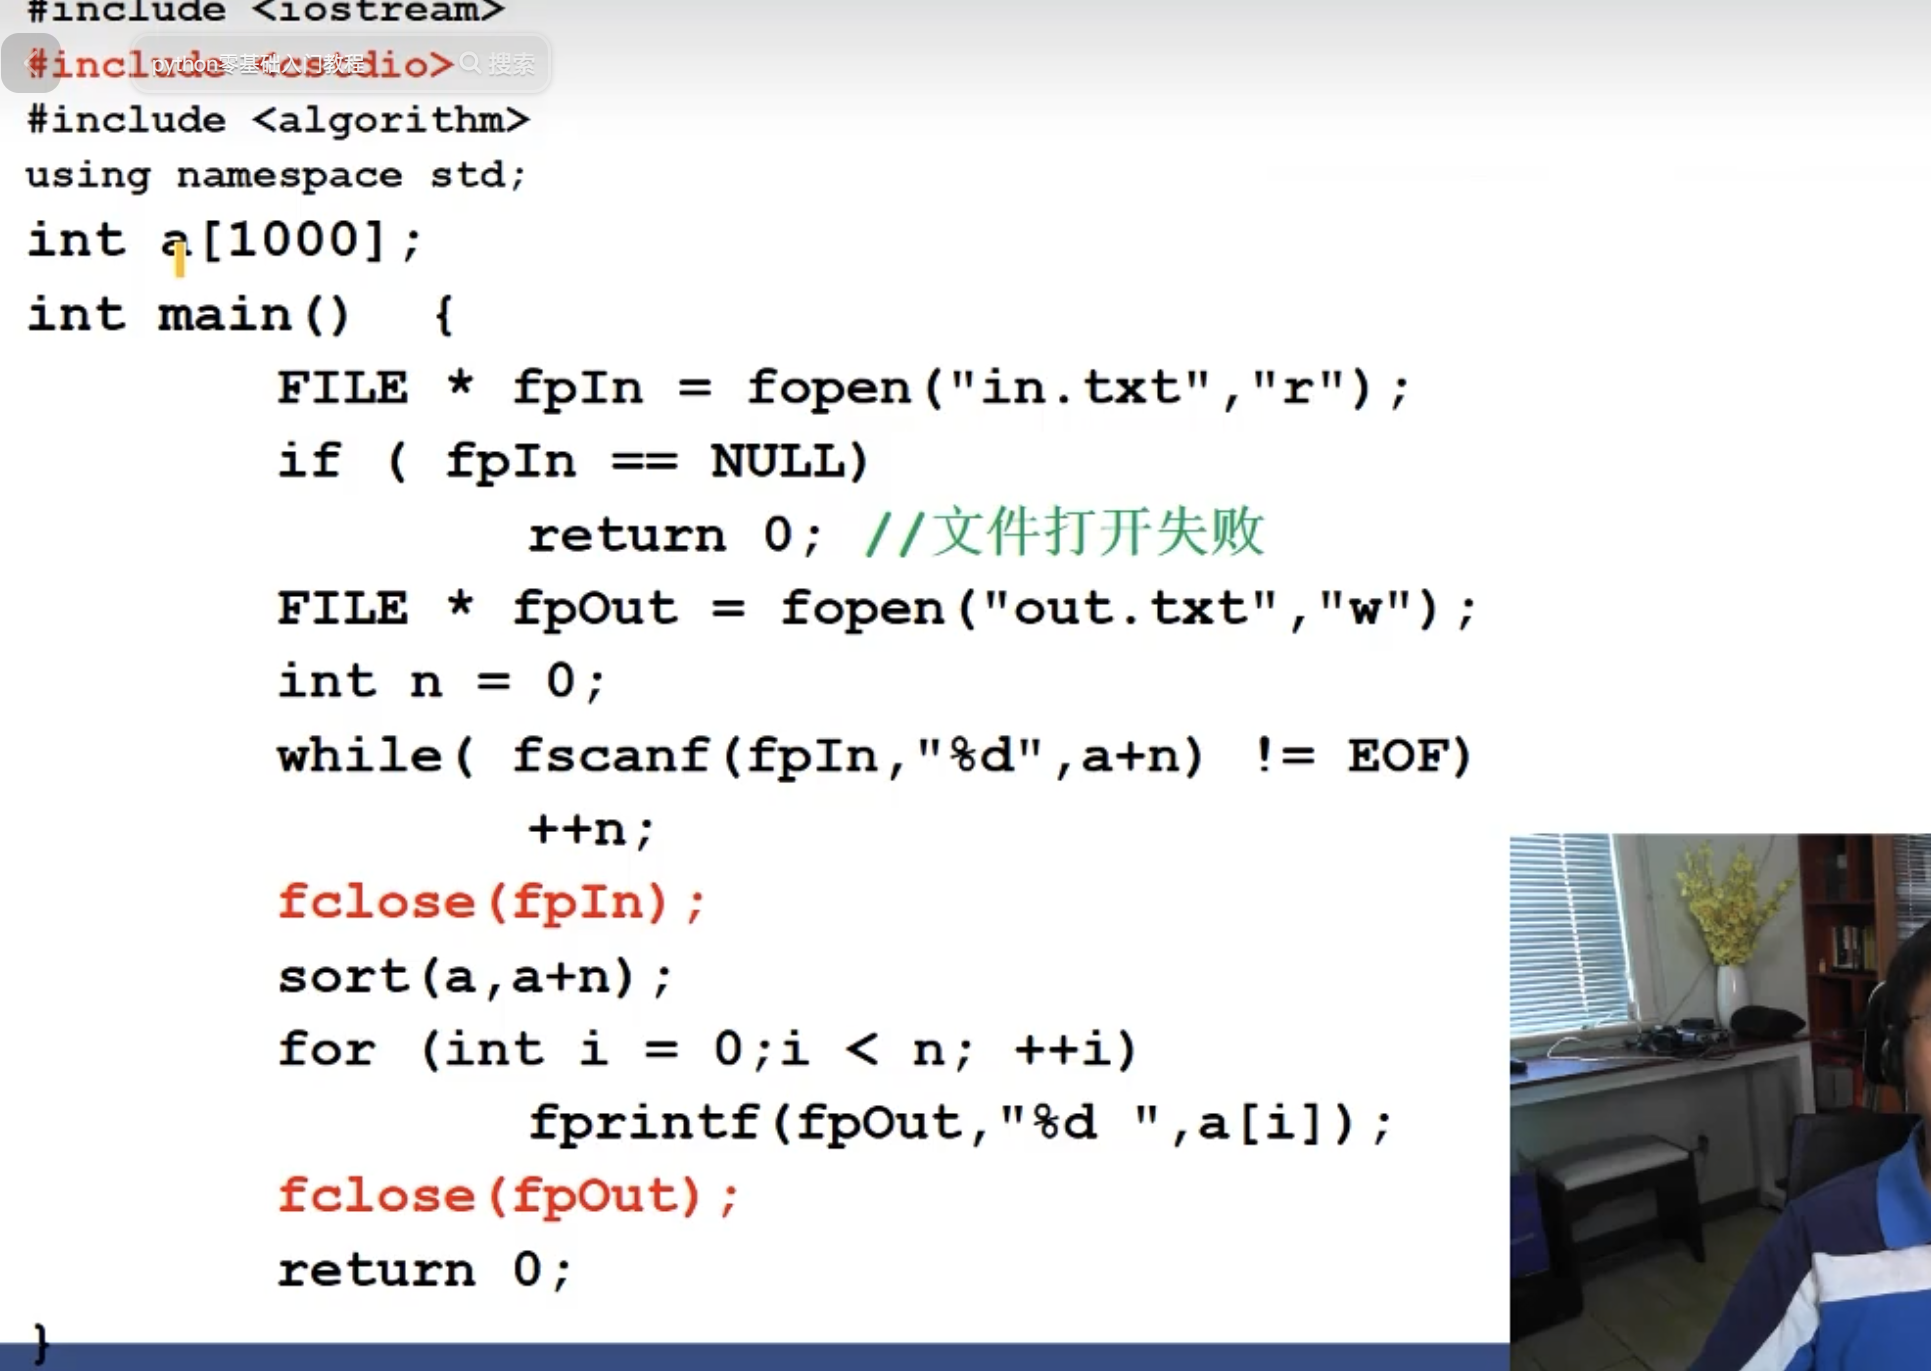 #include <iostream>
#include <cstdio>
python零基础入门教程 搜索
#include <algorithm>
using namespace std;
int a[1000];
int main()  {
FILE * fpIn = fopen("in.txt","r");
if ( fpIn == NULL)
return 0; //文件打开失败
FILE * fpOut = fopen("out.txt","w");
int n = 0;
while( fscanf(fpIn,"%d",a+n) != EOF)
++n;
fclose(fpIn);
sort(a,a+n);
for (int i = 0;i < n; ++i)
fprintf(fpOut,"%d ",a[i]);
fclose(fpOut);
return 0;
}